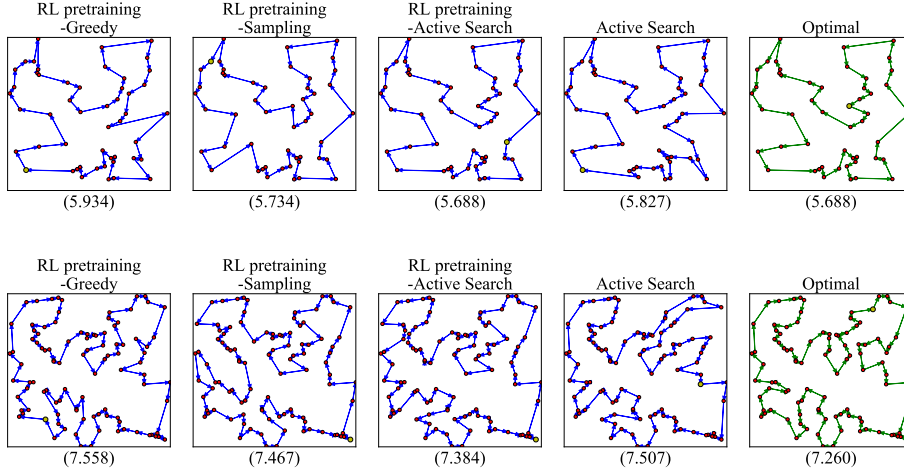 RL pretraining
-Greedy
RL pretraining
-Sampling
RL pretraining
-Active Search
Active Search
Optimal
(5.934)
(5.734)
(5.688)
(5.827)
(5.688)
RL pretraining
-Greedy
RL pretraining
-Sampling
RL pretraining
-Active Search
Active Search
Optimal
(7.558)
(7.467)
(7.384)
(7.507)
(7.260)